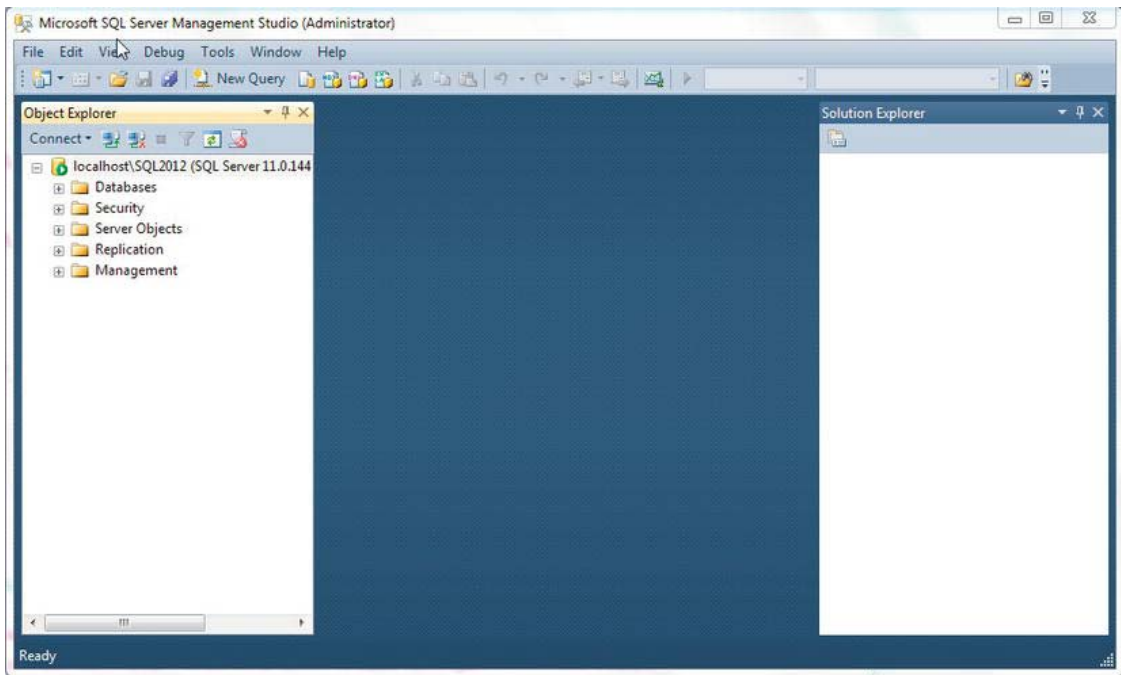 Microsoft SQL Server Management Studio (Administrator)
File Edit View Debug Tools Window Help
New Query
Object Explorer
Connect
localhost\SQL2012 (SQL Server 11.0.144
Databases
Security
Server Objects
Replication
Management
Solution Explorer
Ready